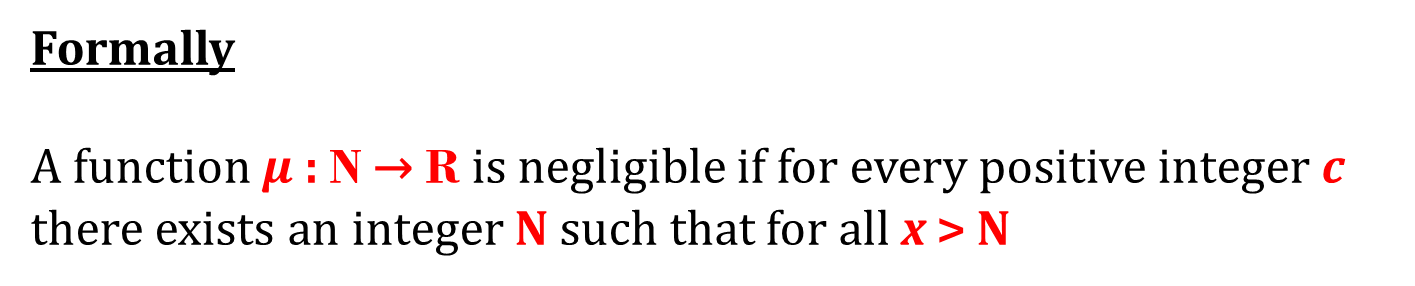 Formally
A function μ : N → R is negligible if for every positive integer c
there exists an integer N such that for all x > N